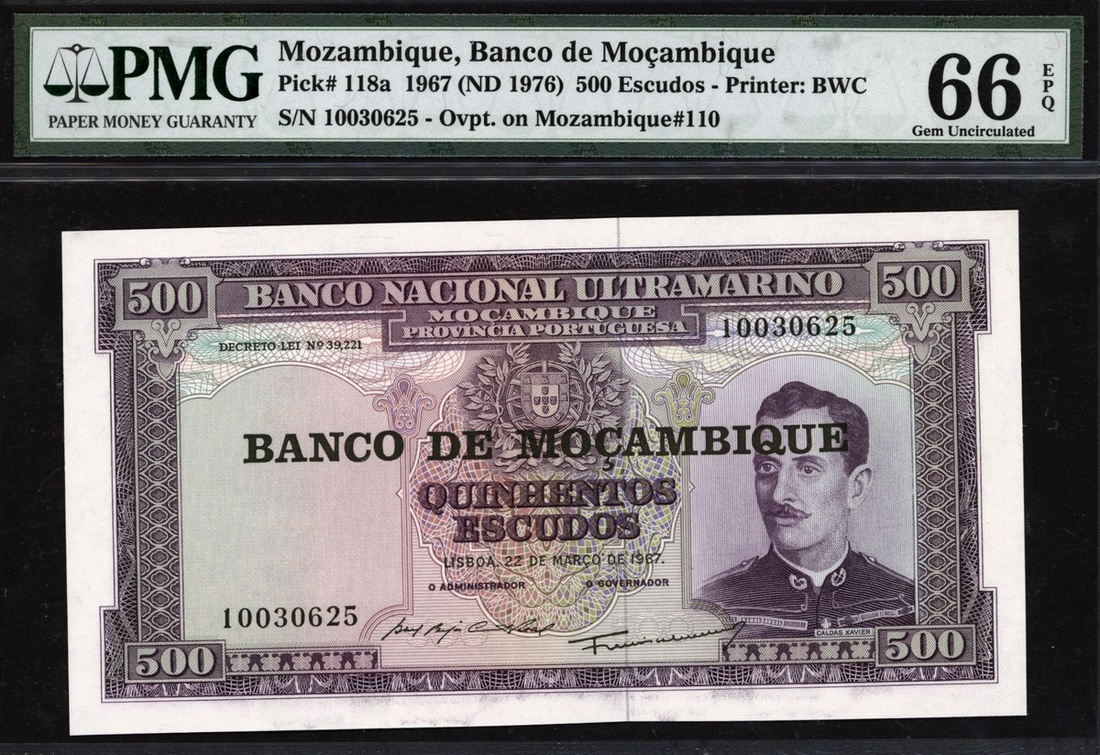 PMG
PAPER MONEY GUARANTY
Mozambique, Banco de Moçambique
Pick# 118a 1967 (ND 1976) 500 Escudos - Printer: BWC
S/N 10030625 - Ovpt. on Mozambique#110
66
EPQ
Gem Uncirculated
500
BANCO NACIONAL ULTRAMARINO
500
MOÇAMBIQUE
PROVINCIA PORTUGUESA
10030625
DECRETO-LEI Nº 39,221
BANCO DE MOÇAMBIQUE
QUINHENTOS
ESCUDOS
LISBOA, 22 DE MARÇO DE 1967.
O ADMINISTRADOR
O GOVERNADOR
10030625
CALDAS XAVIER
500
500